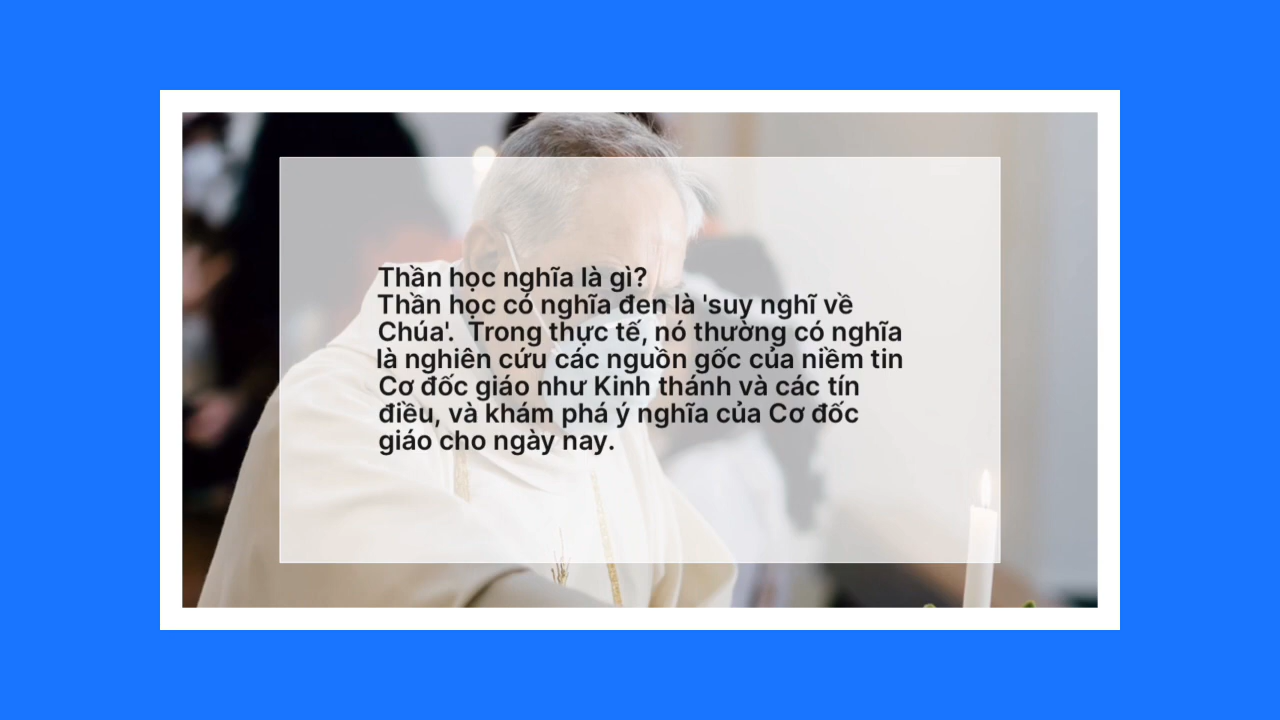 Thần học nghĩa là gì?
Thần học có nghĩa đen là 'suy nghĩ về
Chúa'.  Trong thực tế, nó thường có nghĩa
là nghiên cứu các nguồn gốc của niềm tin
Cơ đốc giáo như Kinh thánh và các tín
điều, và khám phá ý nghĩa của Cơ đốc
giáo cho ngày nay.